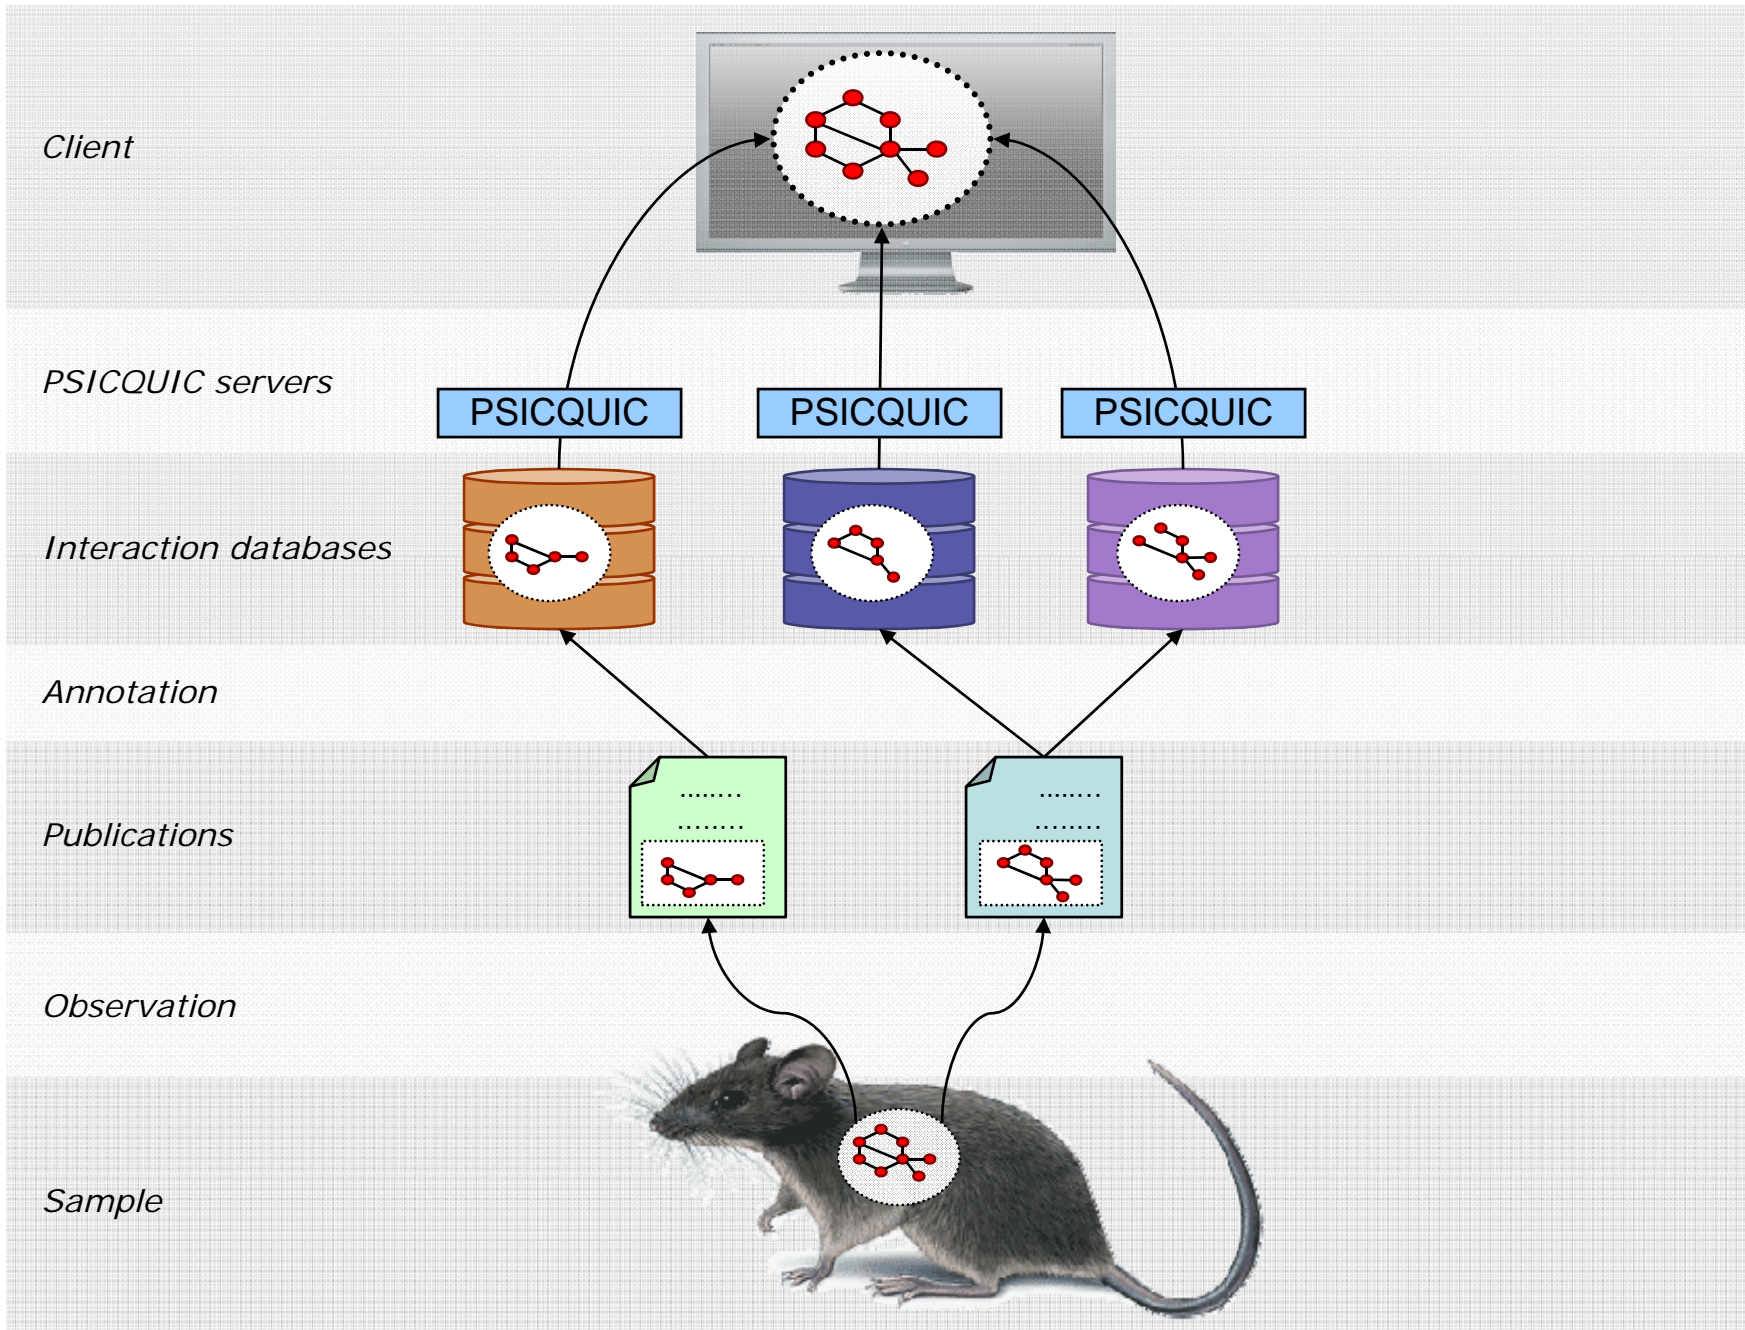 Client
PSICQUIC servers
PSICQUIC PSICQUIC PSICQUIC
Interaction databases
Annotation
Publications
Observation
Sample